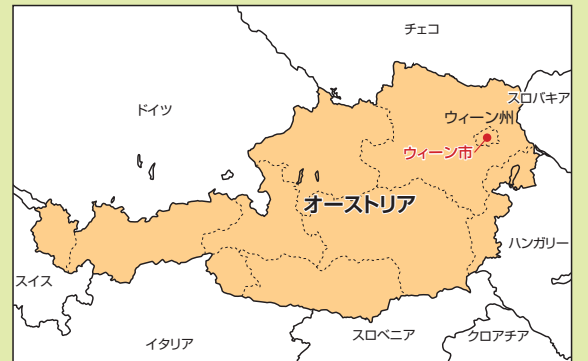 チェコ
スロバキア
ドイツ
ウィーン州
ウィーン市
オーストリア
ハンガリー
スイス
イタリア
スロベニア
クロアチア